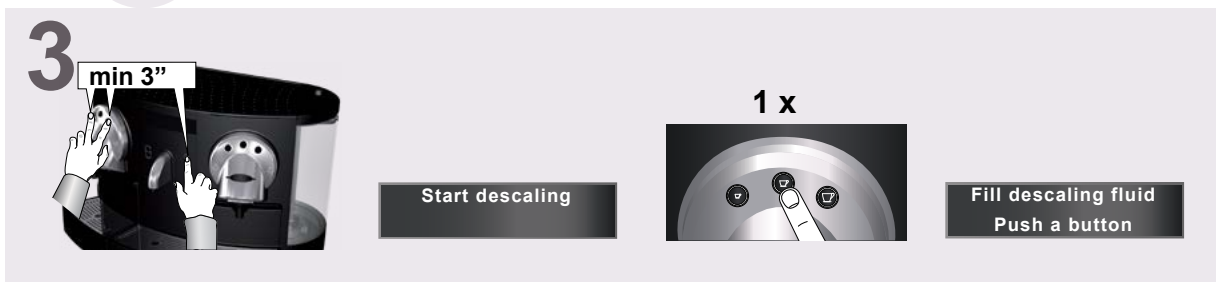 3
min 3”
Start descaling
1 x
Fill descaling fluid
Push a button